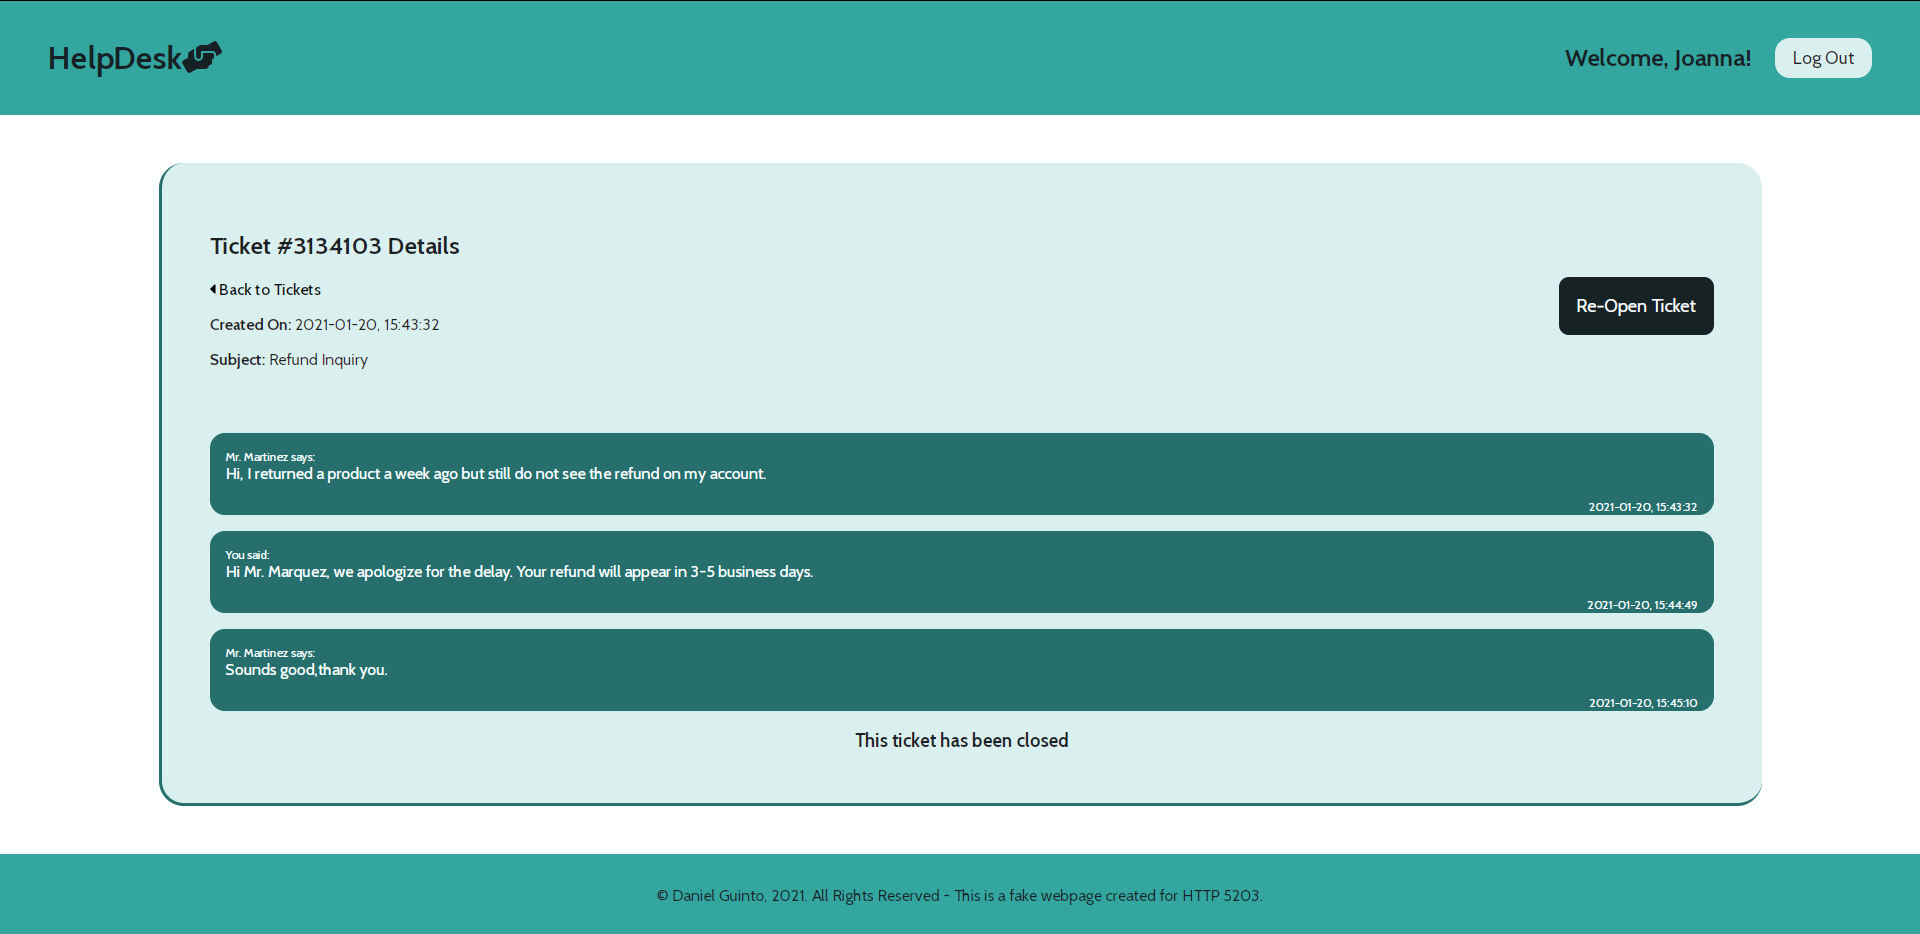 HelpDesk
Welcome, Joanna!
Log Out
Ticket #3134103 Details
Back to Tickets
Re-Open Ticket
Created On: 2021-01-20, 15:43:32
Subject: Refund Inquiry
Mr. Martinez says:
Hi, I returned a product a week ago but still do not see the refund on my account.
2021-01-20, 15:43:32
You said:
Hi Mr. Marquez, we apologize for the delay. Your refund will appear in 3-5 business days.
2021-01-20, 15:44:49
Mr. Martinez says:
Sounds good,thank you.
2021-01-20, 15:45:10
This ticket has been closed
© Daniel Guinto, 2021. All Rights Reserved - This is a fake webpage created for HTTP 5203.